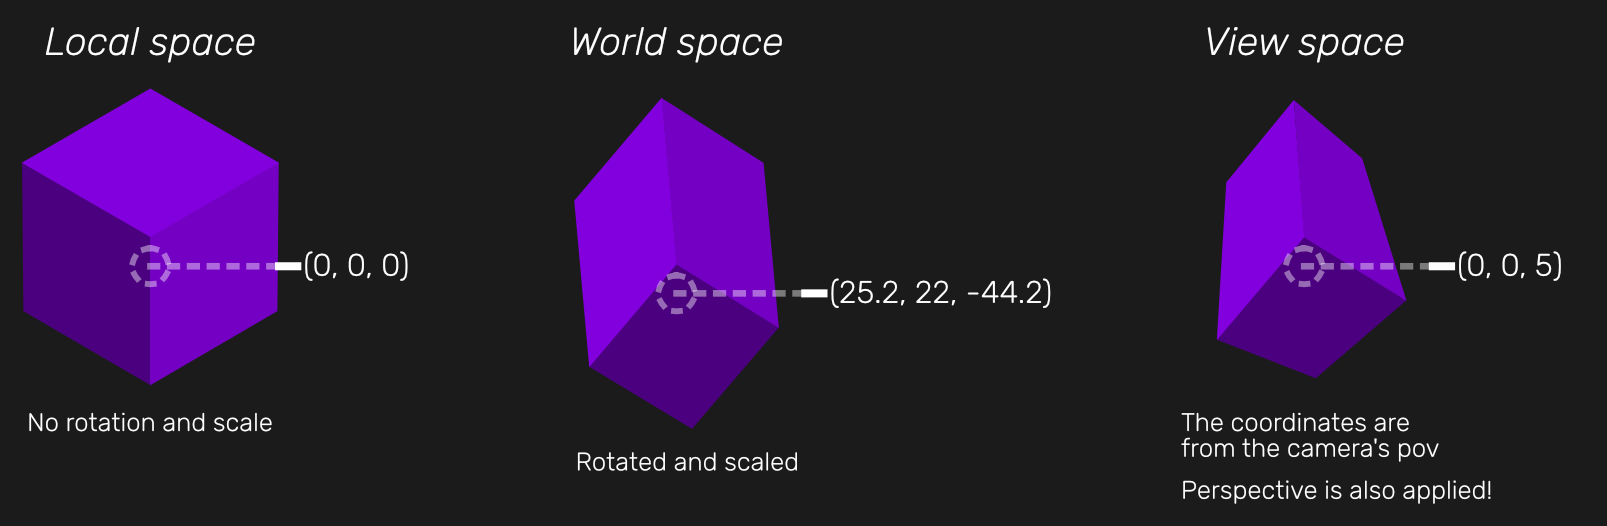 Local space
World space
View space
(0, 0, 0)
(25.2, 22, -44.2)
(0, 0, 5)
No rotation and scale
Rotated and scaled
The coordinates are
from the camera's pov
Perspective is also applied!